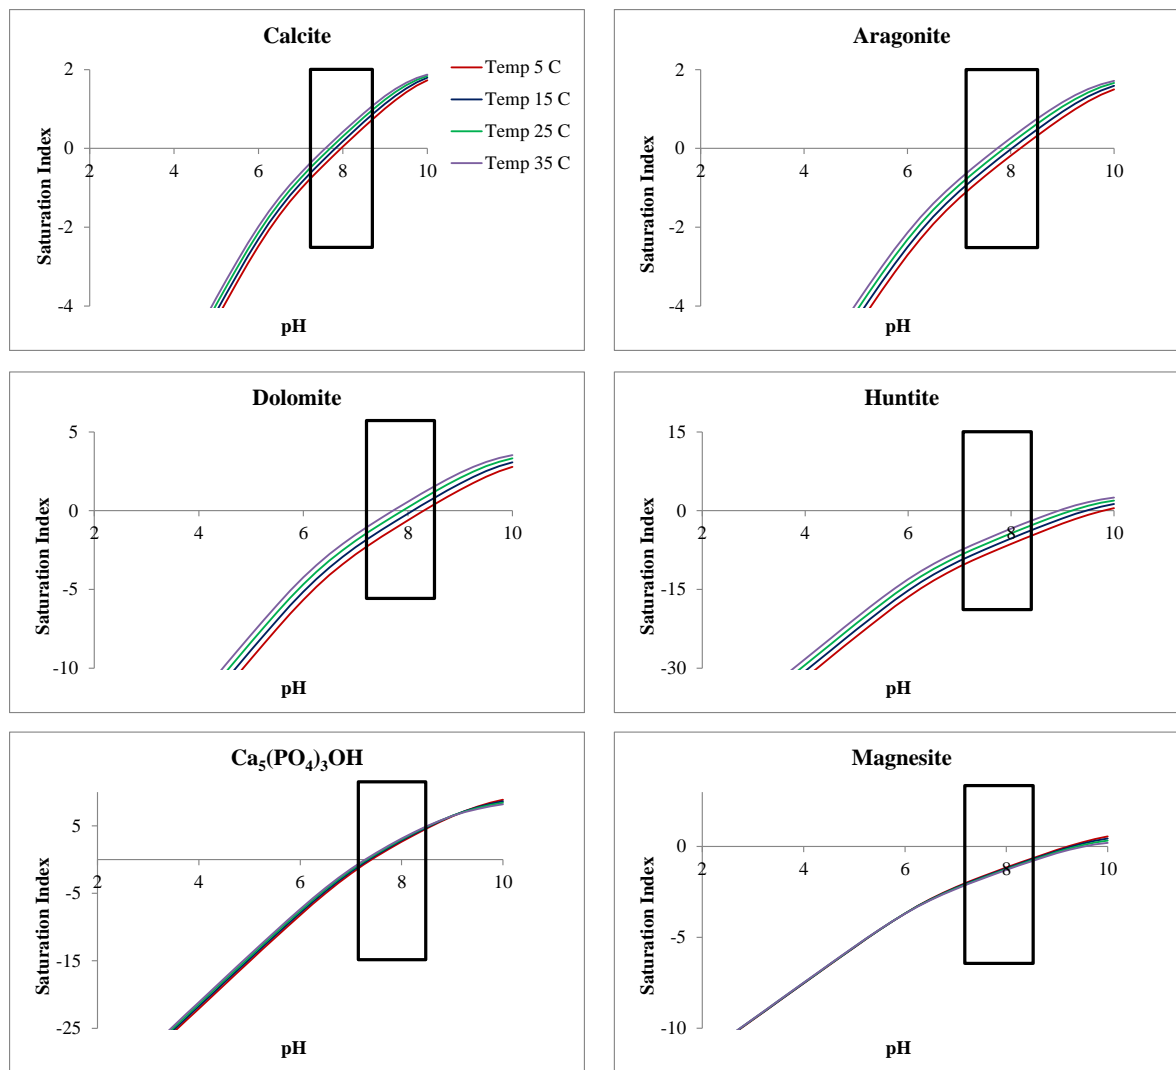 Calcite
2
0
-2
-4
2
4
6
8
10
Saturation Index
pH
Temp 5 C
Temp 15 C
Temp 25 C
Temp 35 C
Aragonite
2
0
-2
-4
2
4
6
8
10
Saturation Index
pH
Dolomite
5
0
-5
-10
2
4
6
8
10
Saturation Index
pH
Huntite
15
0
-15
-30
2
4
6
8
10
Saturation Index
pH
Ca₅(PO₄)₃OH
5
-5
-15
-25
2
4
6
8
10
Saturation Index
pH
Magnesite
0
-5
-10
2
4
6
8
10
Saturation Index
pH